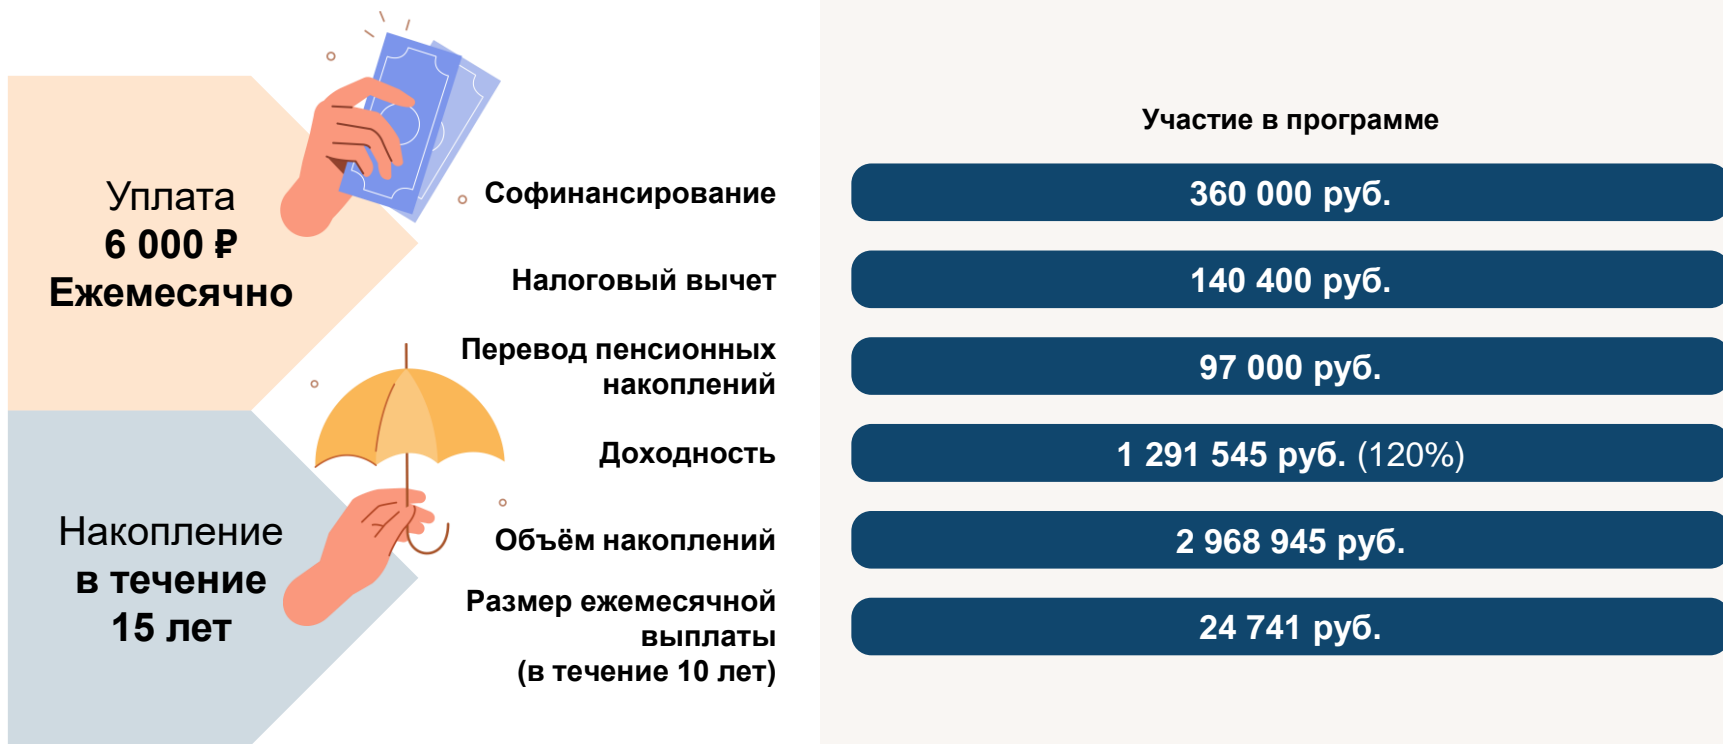 Уплата
6 000 ₽
Ежемесячно
Накопление
в течение
15 лет
Участие в программе
Софинансирование
360 000 руб.
Налоговый вычет
140 400 руб.
Перевод пенсионных
накоплений
97 000 руб.
Доходность
1 291 545 руб. (120%)
Объём накоплений
2 968 945 руб.
Размер ежемесячной
выплаты
(в течение 10 лет)
24 741 руб.